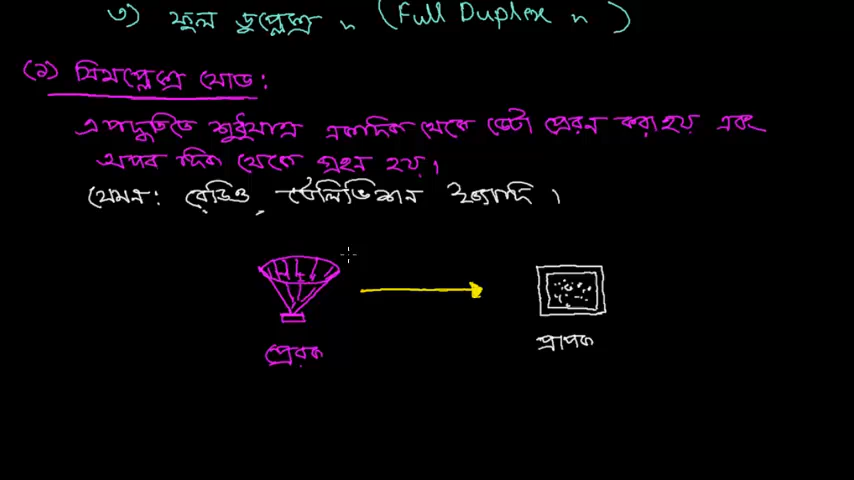 ৩) ফুল ডুপ্লেক্স " (Full Duplex " )
(১) সিমপ্লেক্স মোড:
এ পদ্ধতিতে শুধুমাত্র একদিক থেকে ডেটা প্রেরন করা হয় এবং
অপর দিক থেকে গ্রহন হয়।
যেমন: রেডিও, টেলিভিশন ইত্যাদি।
প্রেরক
প্রাপক